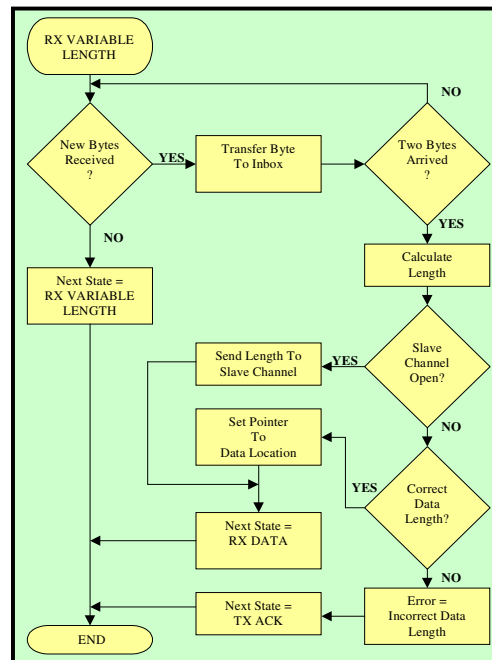 RX VARIABLE
LENGTH
NO
New Bytes
Received
?
YES
Transfer Byte
To Inbox
Two Bytes
Arrived
?
YES
NO
Calculate
Length
Next State =
RX VARIABLE
LENGTH
Send Length To
Slave Channel
YES
Slave
Channel
Open?
NO
Set Pointer
To
Data Location
YES
Correct
Data
Length?
Next State =
RX DATA
NO
Next State =
TX ACK
Error =
Incorrect Data
Length
END